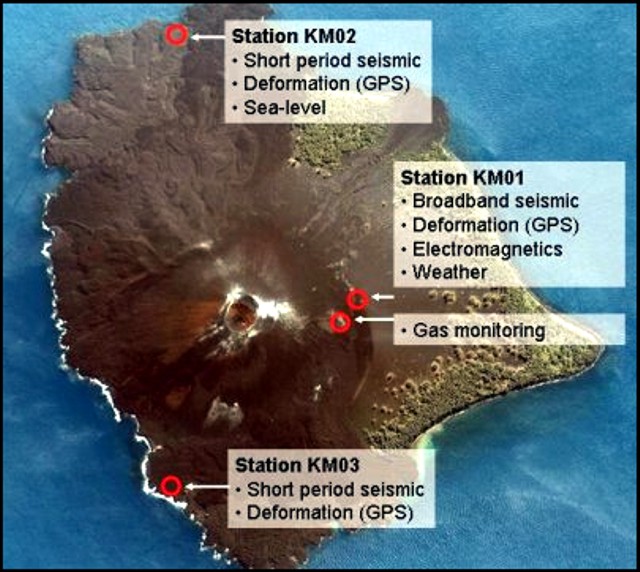 Station KM02
· Short period seismic
· Deformation (GPS)
· Sea-level
Station KM01
· Broadband seismic
· Deformation (GPS)
· Electromagnetics
· Weather
· Gas monitoring
Station KM03
· Short period seismic
· Deformation (GPS)